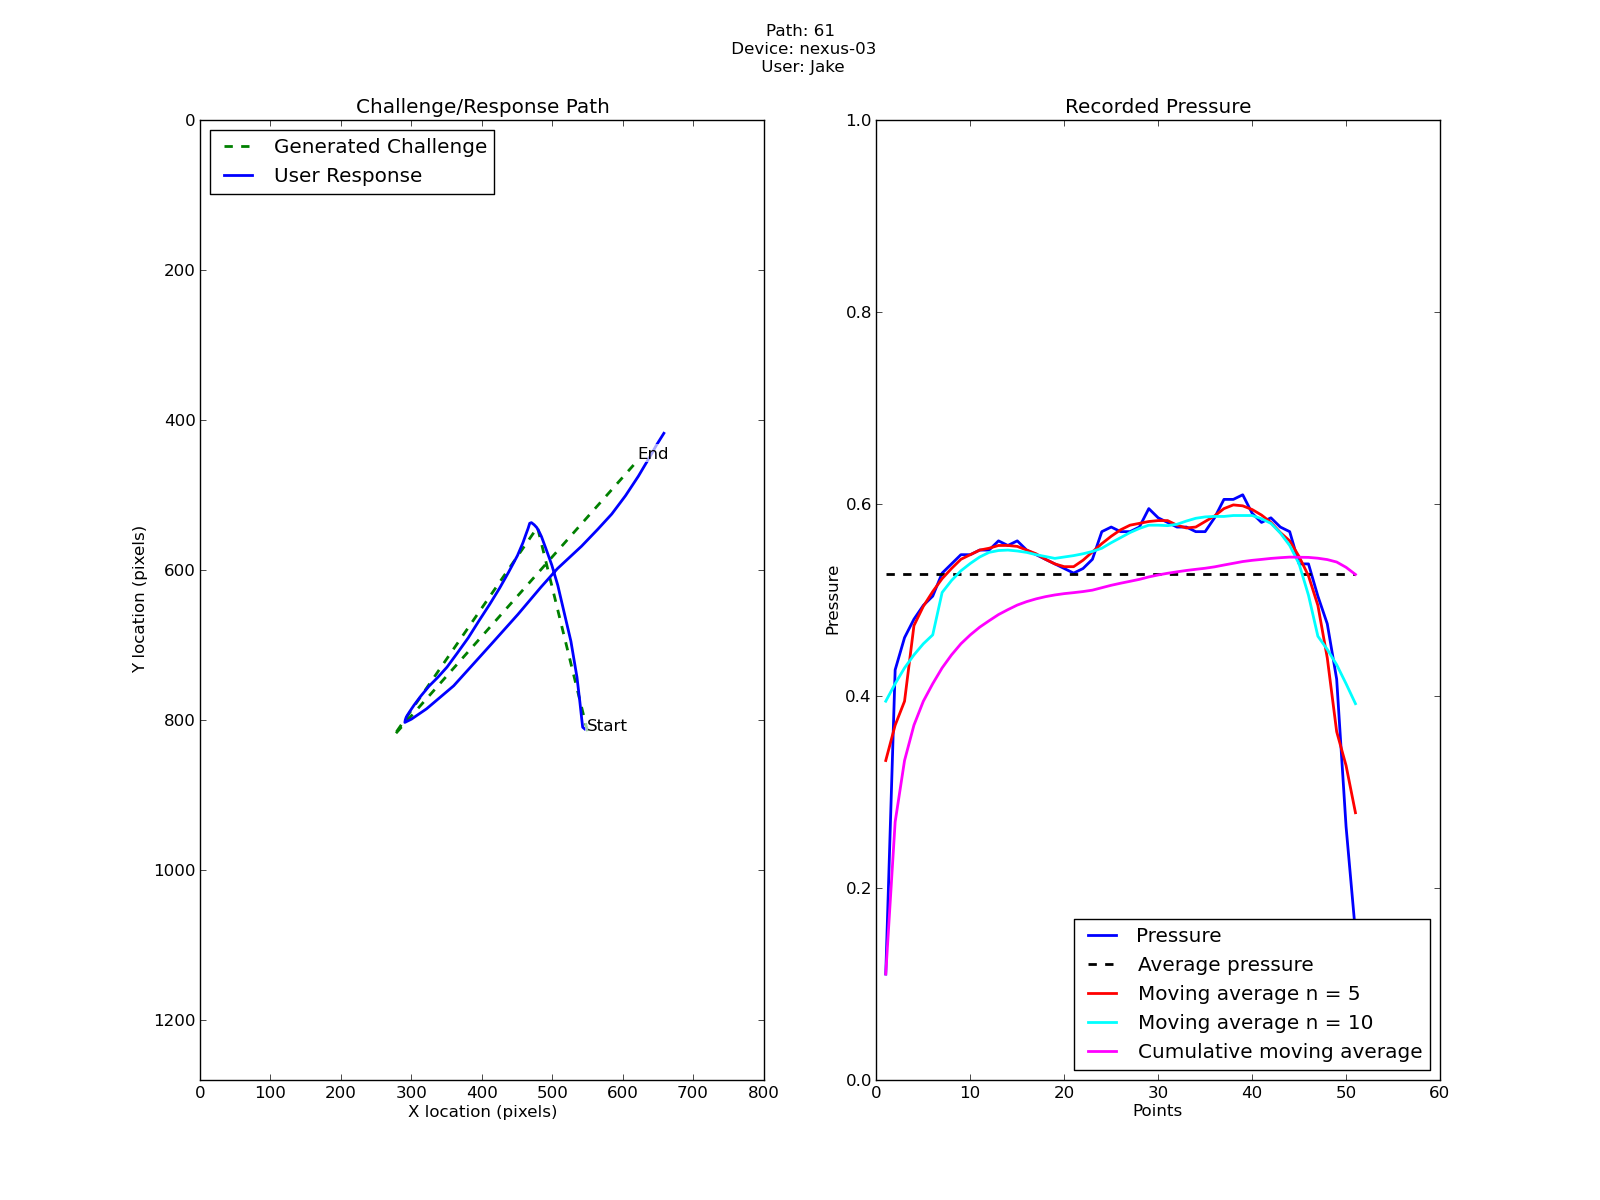 Path: 61
Device: nexus-03
User: Jake
Challenge/Response Path
Generated Challenge
User Response
End
Start
0
200
400
600
800
1000
1200
Y location (pixels)
0 100 200 300 400 500 600 700 800
X location (pixels)
Recorded Pressure
1.0
0.8
0.6
0.4
0.2
0.0
Pressure
Pressure
Average pressure
Moving average n = 5
Moving average n = 10
Cumulative moving average
0 10 20 30 40 50 60
Points